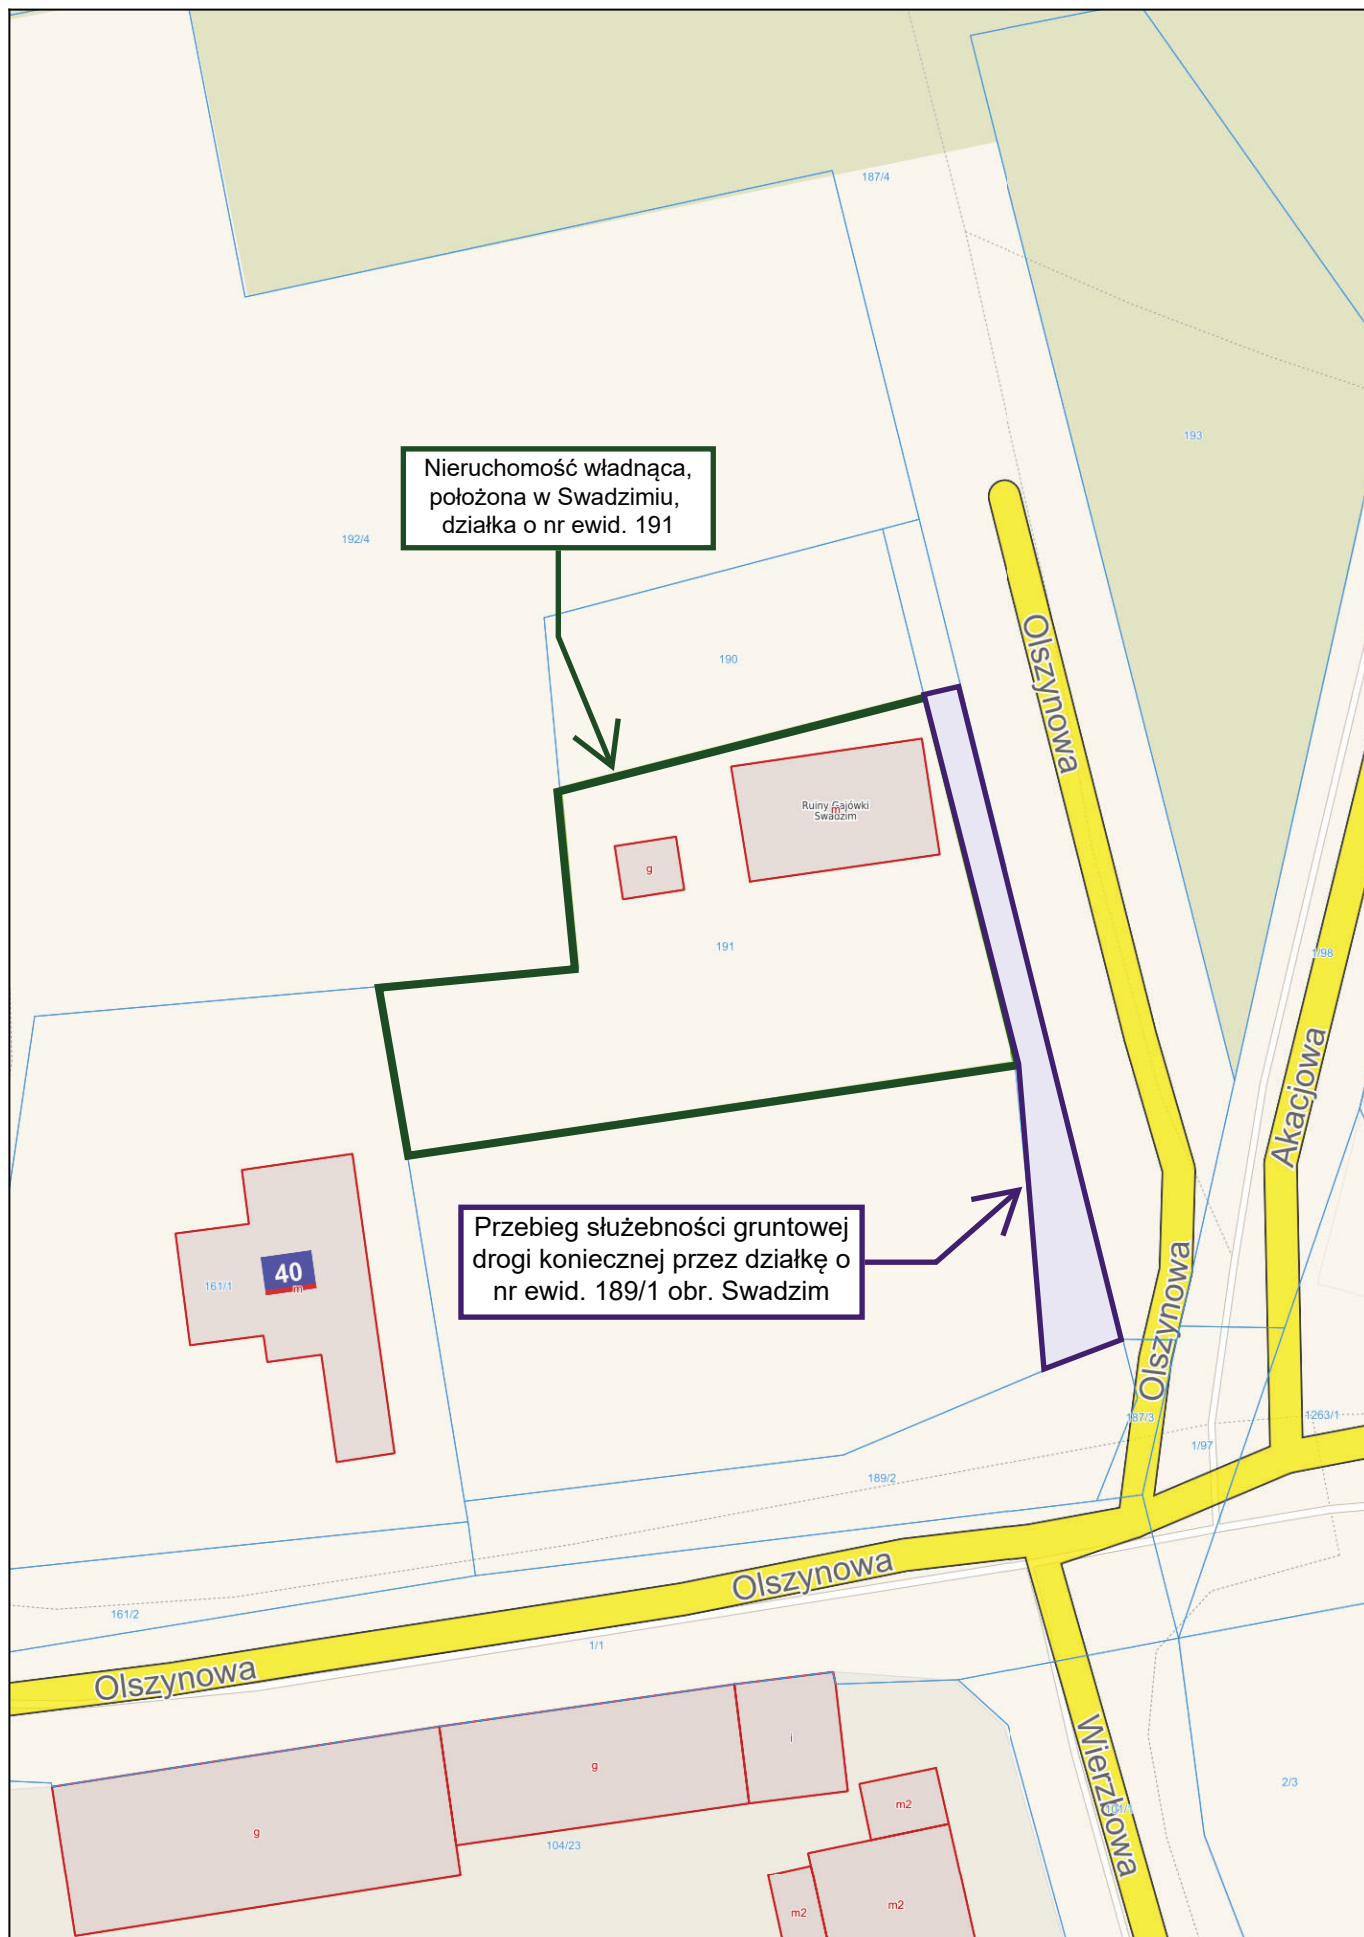 187/4
193
Nieruchomość władnąca,
położona w Swadzimiu,
działka o nr ewid. 191
192/4
190
Olszynowa
Ruiny Gajówki
Swadzim
m
g
191
1/98
Akacjowa
Przebieg służebności gruntowej
drogi koniecznej przez działkę o
nr ewid. 189/1 obr. Swadzim
40
161/1
m
Olszynowa
187/3
1263/1
1/97
189/2
Olszynowa
161/2
1/1
Olszynowa
i
g
Wierzbowa
2/3
m2
g
104/23
m2
m2